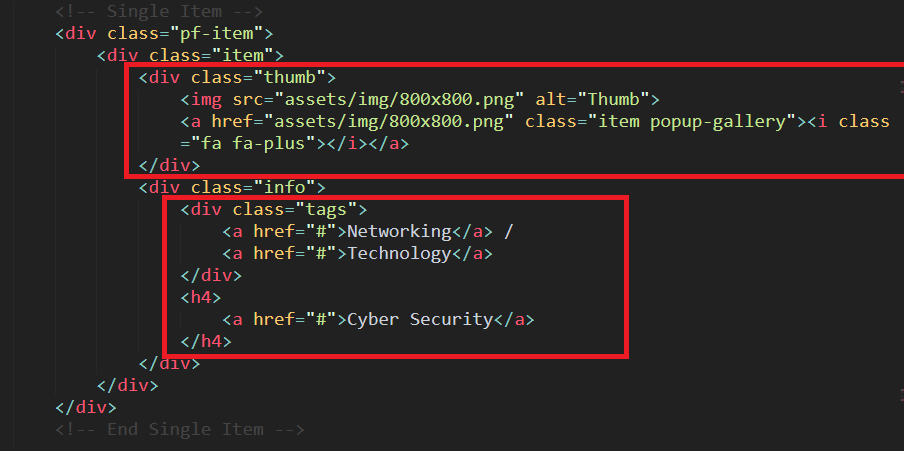 <!-- Single Item -->
<div class="pf-item">
<div class="item">
<div class="thumb">
<img src="assets/img/800x800.png" alt="Thumb">
<a href="assets/img/800x800.png" class="item popup-gallery"><i class
="fa fa-plus"></i></a>
</div>
<div class="info">
<div class="tags">
<a href="#">Networking</a> /
<a href="#">Technology</a>
</div>
<h4>
<a href="#">Cyber Security</a>
</h4>
</div>
</div>
</div>
<!-- End Single Item -->